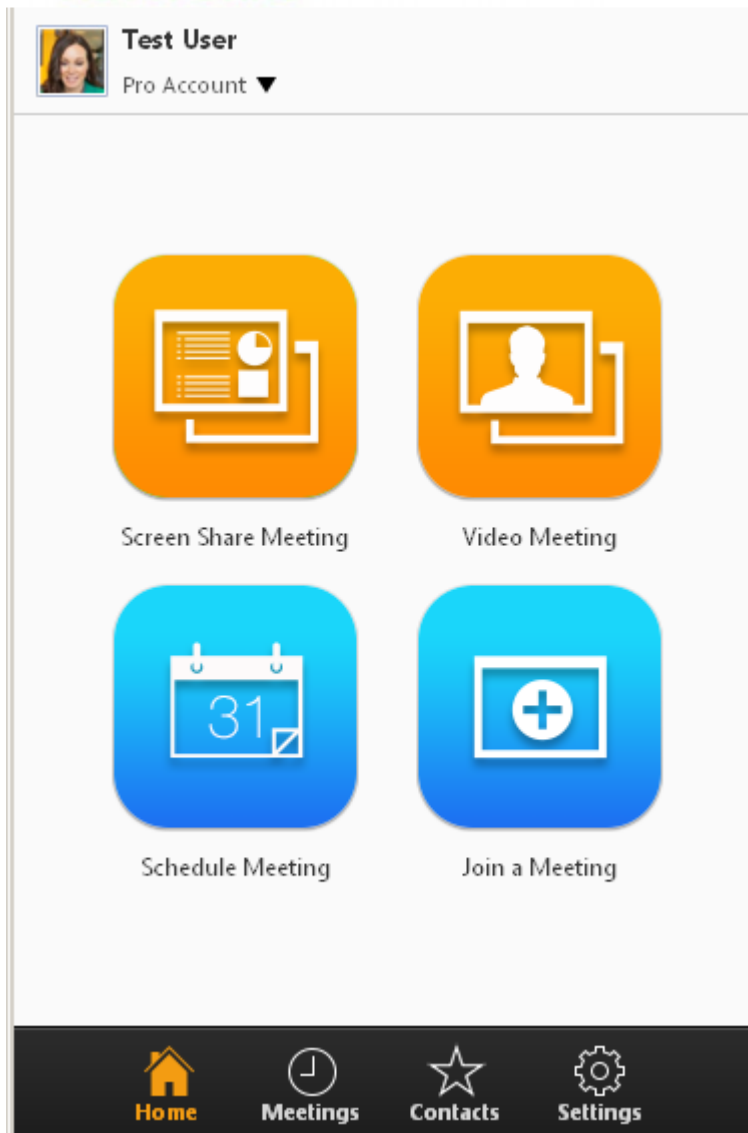 Test User
Pro Account
Screen Share Meeting
Video Meeting
31
Schedule Meeting
Join a Meeting
Home
Meetings
Contacts
Settings